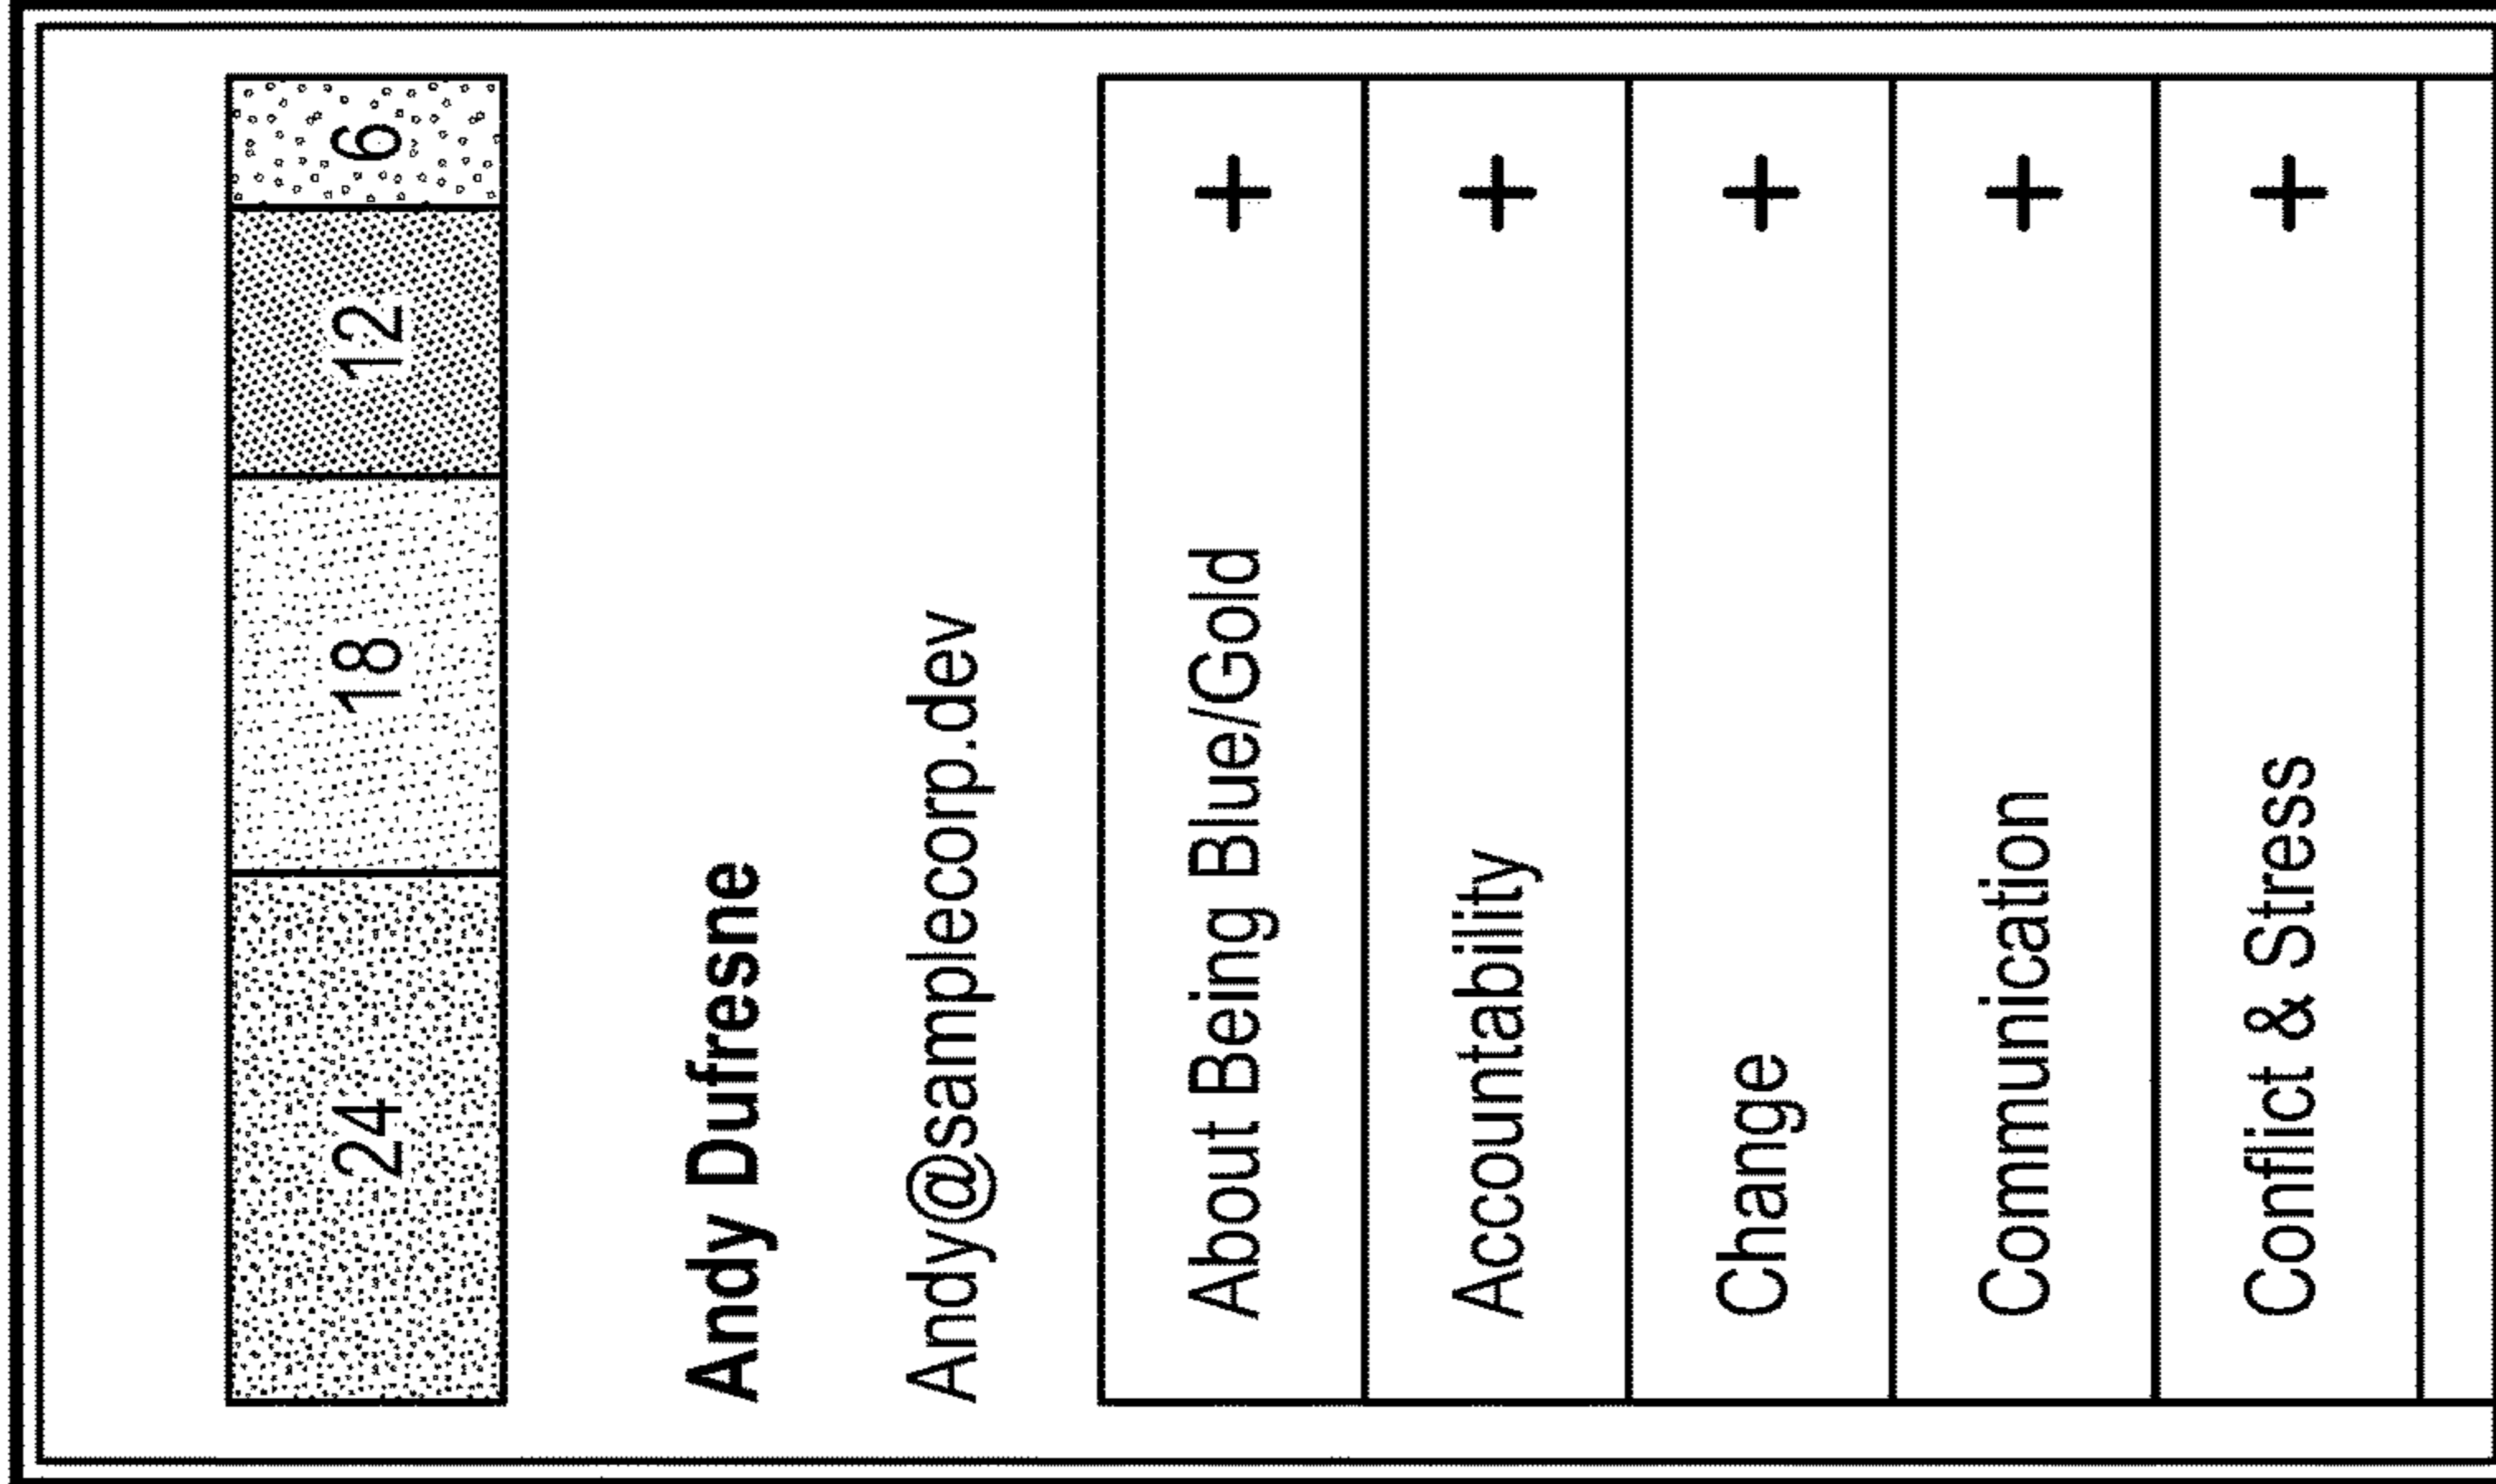 24 18 12 6
Andy Dufresne
Andy@samplecorp.dev
About Being Blue/Gold +
Accountability +
Change +
Communication +
Conflict & Stress +